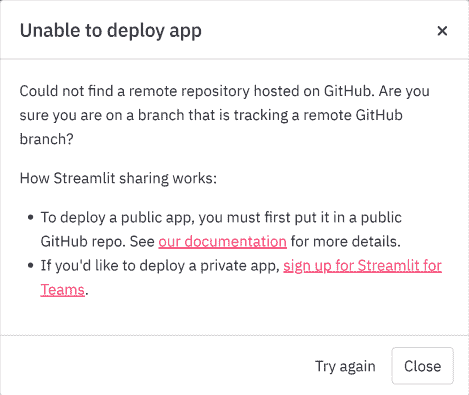 Unable to deploy app
×
Could not find a remote repository hosted on GitHub. Are you
sure you are on a branch that is tracking a remote GitHub
branch?
How Streamlit sharing works:
• To deploy a public app, you must first put it in a public
GitHub repo. See our documentation for more details.
• If you'd like to deploy a private app, sign up for Streamlit for
Teams.
Try again Close